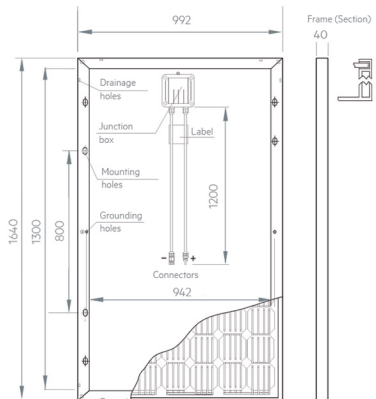 992
Frame (Section)
40
Drainage
holes
Junction
box
Label
Mounting
holes
Grounding
holes
1640
1300
800
1200
- +
Connectors
942